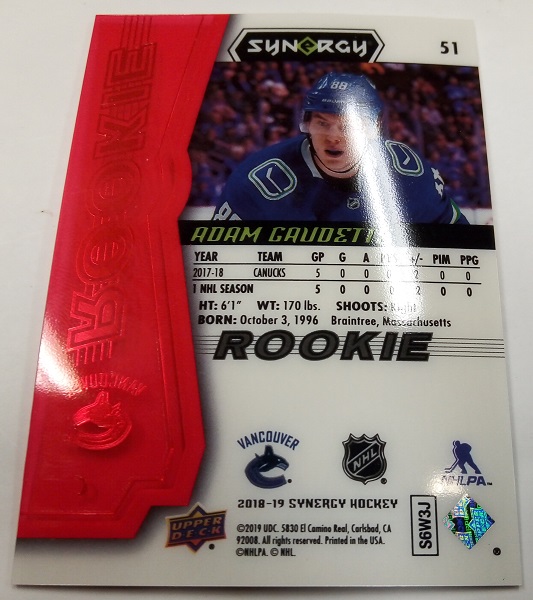 SYNERGY
51
ROOKIE
88
ADAM GAUDETT
YEAR TEAM GP G A +/- PIM PPG
2017-18 CANUCKS 5 0 0 0 0
1 NHL SEASON 5 0 0 0 0
HT: 6'1" WT: 170 lbs. SHOOTS: Right
BORN: October 3, 1996 Braintree, Massachusetts
ROOKIE
VANCOUVER
NHL
NHLPA
2018-19 SYNERGY HOCKEY
UPPER DECK
©2019 UDC. 5830 El Camino Real, Carlsbad, CA
92008. All rights reserved. Printed in the USA.
©NHLPA. © NHL.
S6W3J